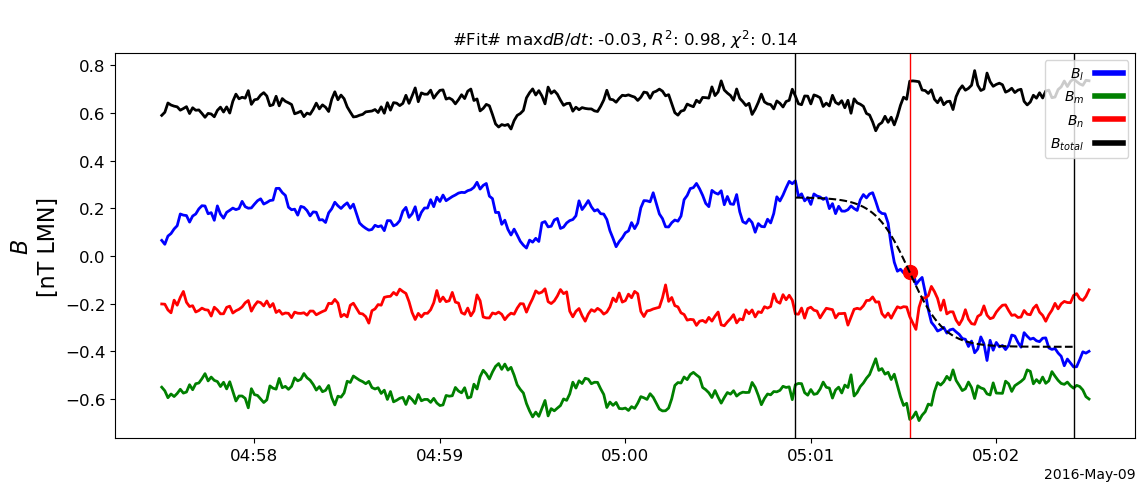 #Fit# max dB/dt: -0.03, R²: 0.98, χ²: 0.14
B
[nT LMN]
0.8
0.6
0.4
0.2
0.0
−0.2
−0.4
−0.6
B_l
B_m
B_n
B_total
04:58
04:59
05:00
05:01
05:02
2016-May-09